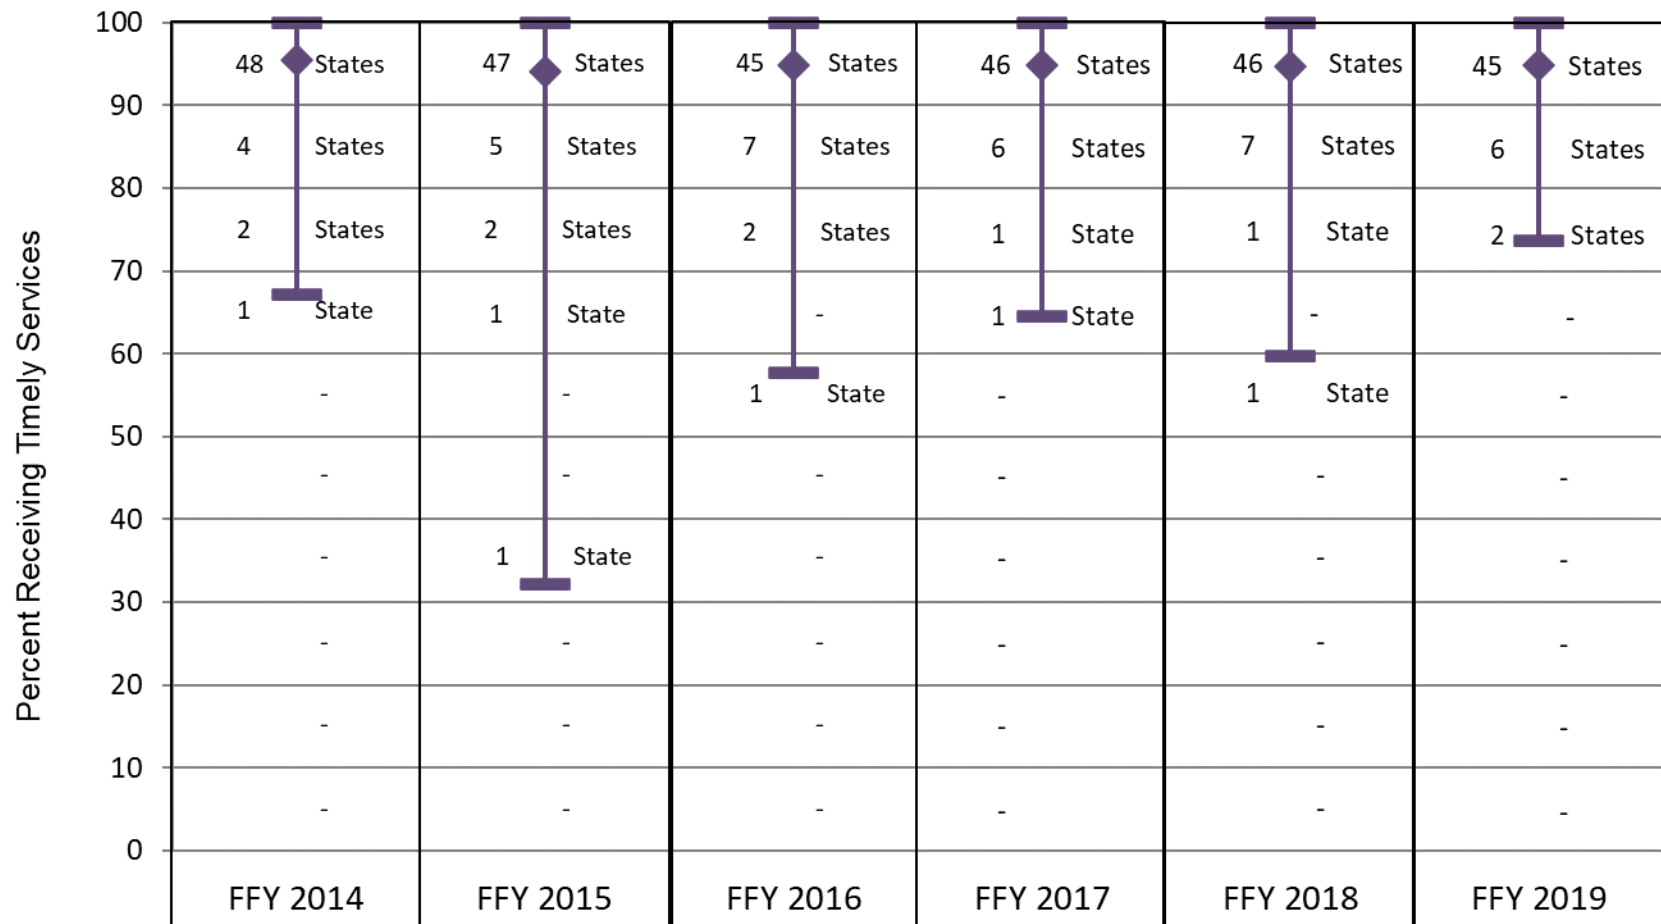 Percent Receiving Timely Services
100
48 States 47 States 45 States 46 States 46 States 45 States
90
4 States 5 States 7 States 6 States 7 States 6 States
80
2 States 2 States 2 States 1 State 1 State 2 States
70
1 State 1 State - 1 State - -
60
- - 1 State - 1 State -
50
- - - - - -
40
- 1 State - - - -
30
- - - - - -
20
- - - - - -
10
- - - - - -
0
FFY 2014 FFY 2015 FFY 2016 FFY 2017 FFY 2018 FFY 2019